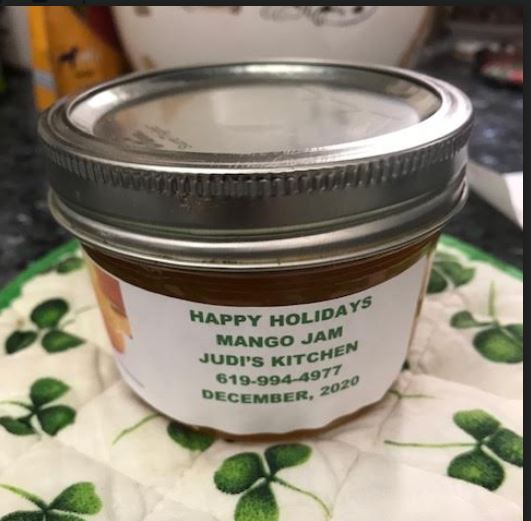 HAPPY HOLIDAYS
MANGO JAM
JUDI'S KITCHEN
619-994-4977
DECEMBER, 2020